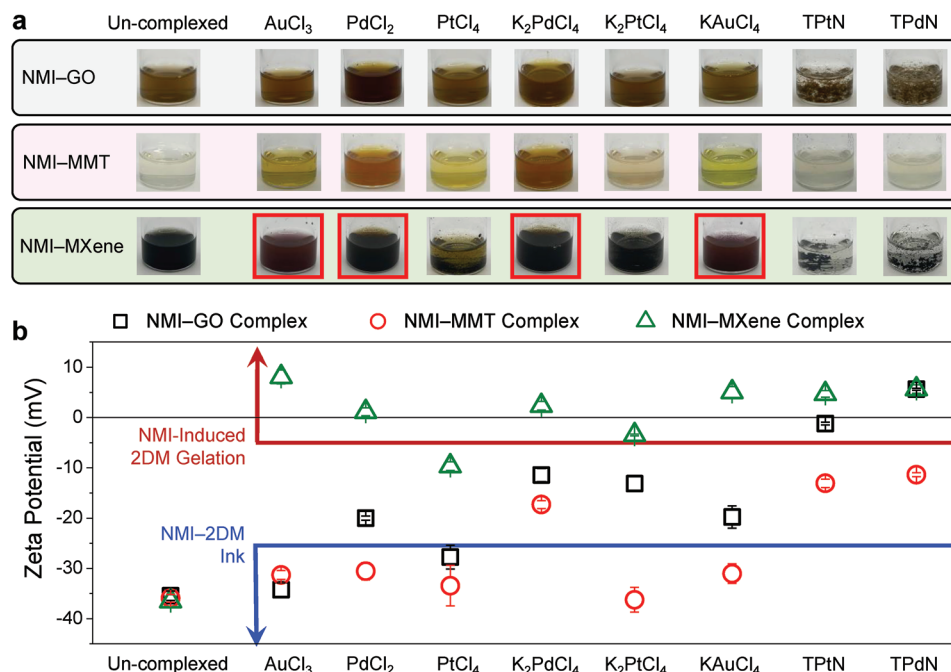 a
Un-complexed AuCl₃ PdCl₂ PtCl₄ K₂PdCl₄ K₂PtCl₄ KAuCl₄ TPtN TPdN
NMI–GO
NMI–MMT
NMI–MXene
b
NMI–GO Complex NMI–MMT Complex NMI–MXene Complex
Zeta Potential (mV)
10
0
-10
-20
-30
-40
NMI-Induced
2DM Gelation
NMI–2DM
Ink
Un-complexed AuCl₃ PdCl₂ PtCl₄ K₂PdCl₄ K₂PtCl₄ KAuCl₄ TPtN TPdN